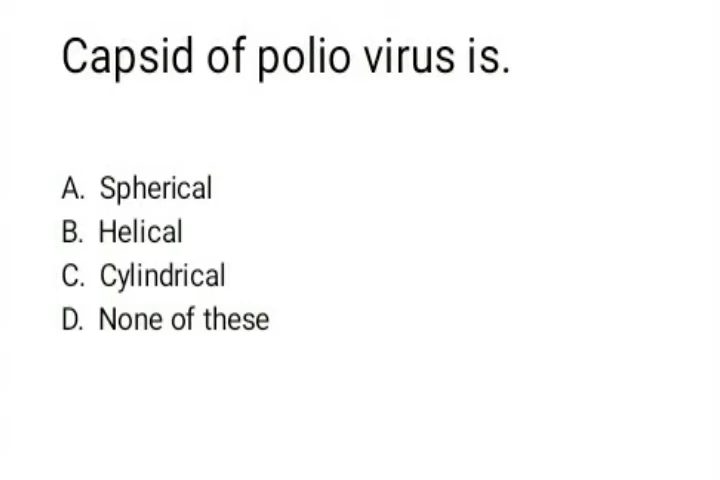 Capsid of polio virus is.
A. Spherical
B. Helical
C. Cylindrical
D. None of these